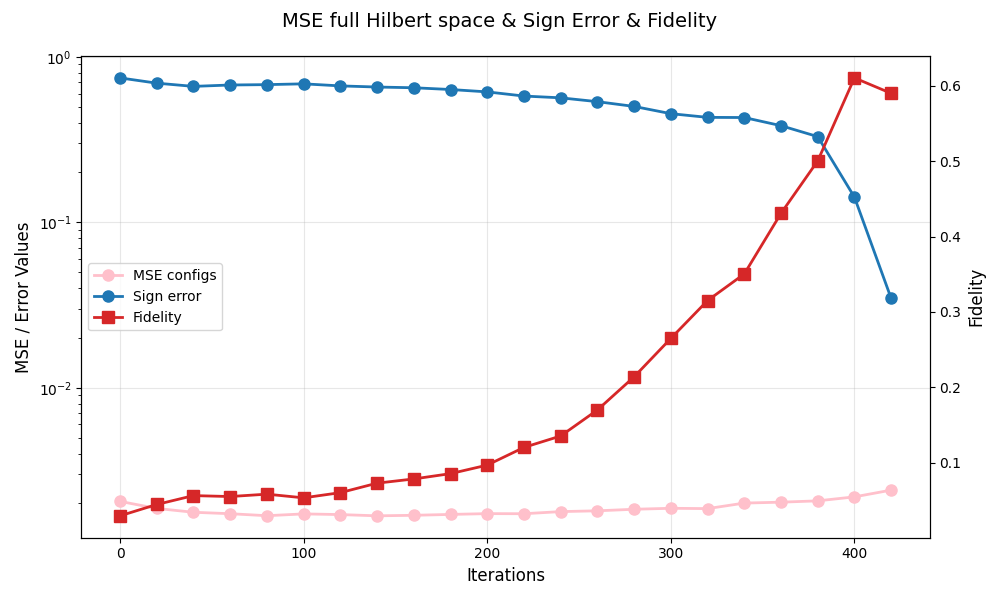 MSE full Hilbert space & Sign Error & Fidelity
10⁰
10⁻¹
10⁻²
MSE / Error Values
MSE configs
Sign error
Fidelity
0.6
0.5
0.4
0.3
0.2
0.1
Fidelity
0
100
200
300
400
Iterations